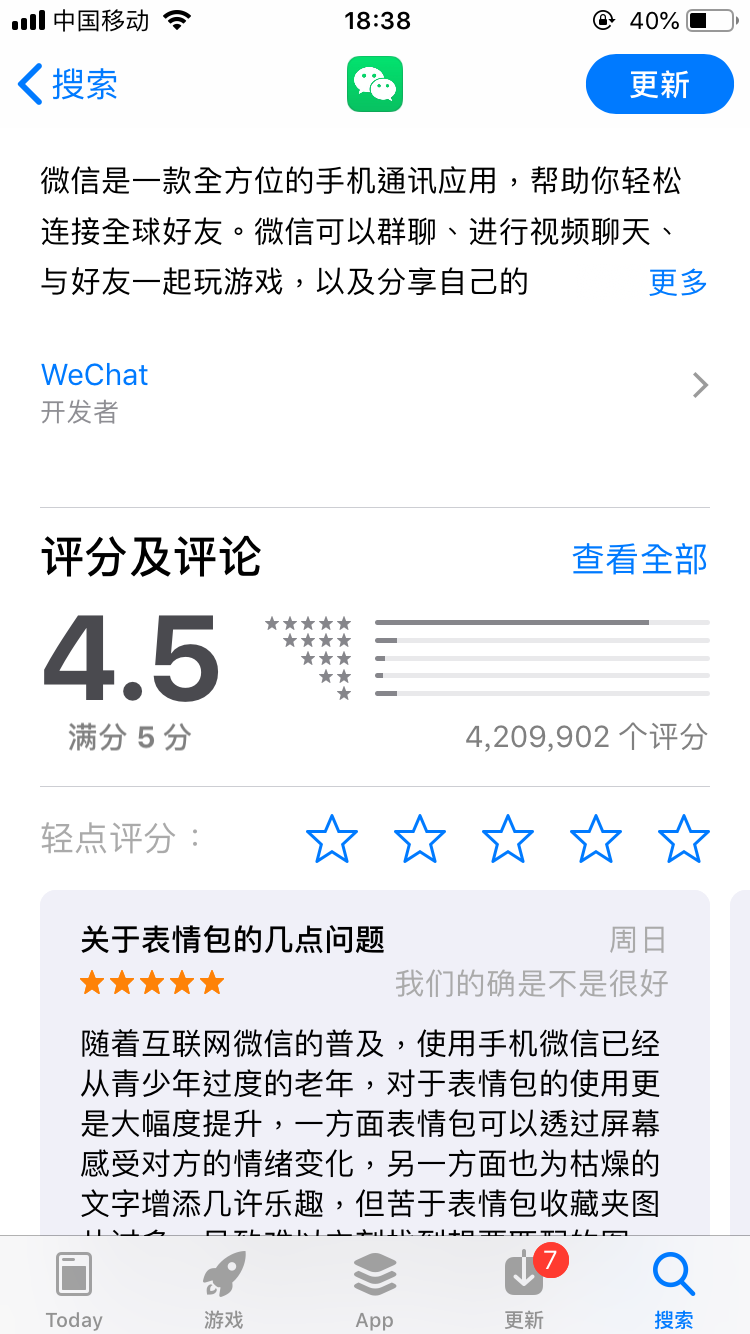 中国移动 18:38 40%
搜索 更新
微信是一款全方位的手机通讯应用，帮助你轻松
连接全球好友。微信可以群聊、进行视频聊天、
与好友一起玩游戏，以及分享自己的 更多
WeChat
开发者
评分及评论 查看全部
4.5
满分 5 分 4,209,902 个评分
轻点评分：
关于表情包的几点问题 周日
我们的确是不是很好
随着互联网微信的普及，使用手机微信已经
从青少年过度的老年，对于表情包的使用更
是大幅度提升，一方面表情包可以透过屏幕
感受对方的情绪变化，另一方面也为枯燥的
文字增添几许乐趣，但苦于表情包收藏夹图
7
Today 游戏 App 更新 搜索